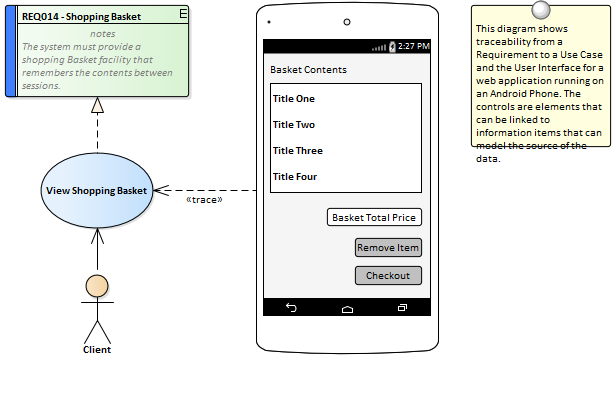 REQ014 - Shopping Basket
E
notes
The system must provide a
shopping Basket facility that
remembers the contents between
sessions.
View Shopping Basket
«trace»
Client
2:27 PM
Basket Contents
Title One
Title Two
Title Three
Title Four
Basket Total Price
Remove Item
Checkout
This diagram shows
traceability from a
Requirement to a Use Case
and the User Interface for a
web application running on
an Android Phone. The
controls are elements that
can be linked to
information items that can
model the source of the
data.